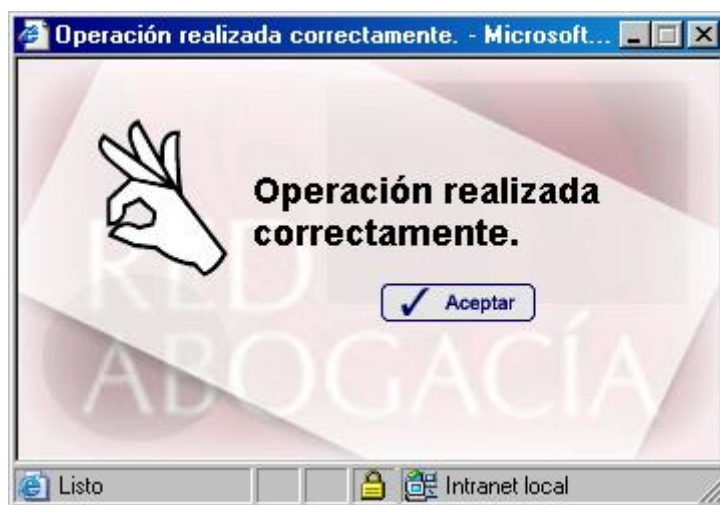 Operación realizada correctamente. - Microsoft...
Operación realizada
correctamente.
Aceptar
RED
ABOGACÍA
Listo
Intranet local